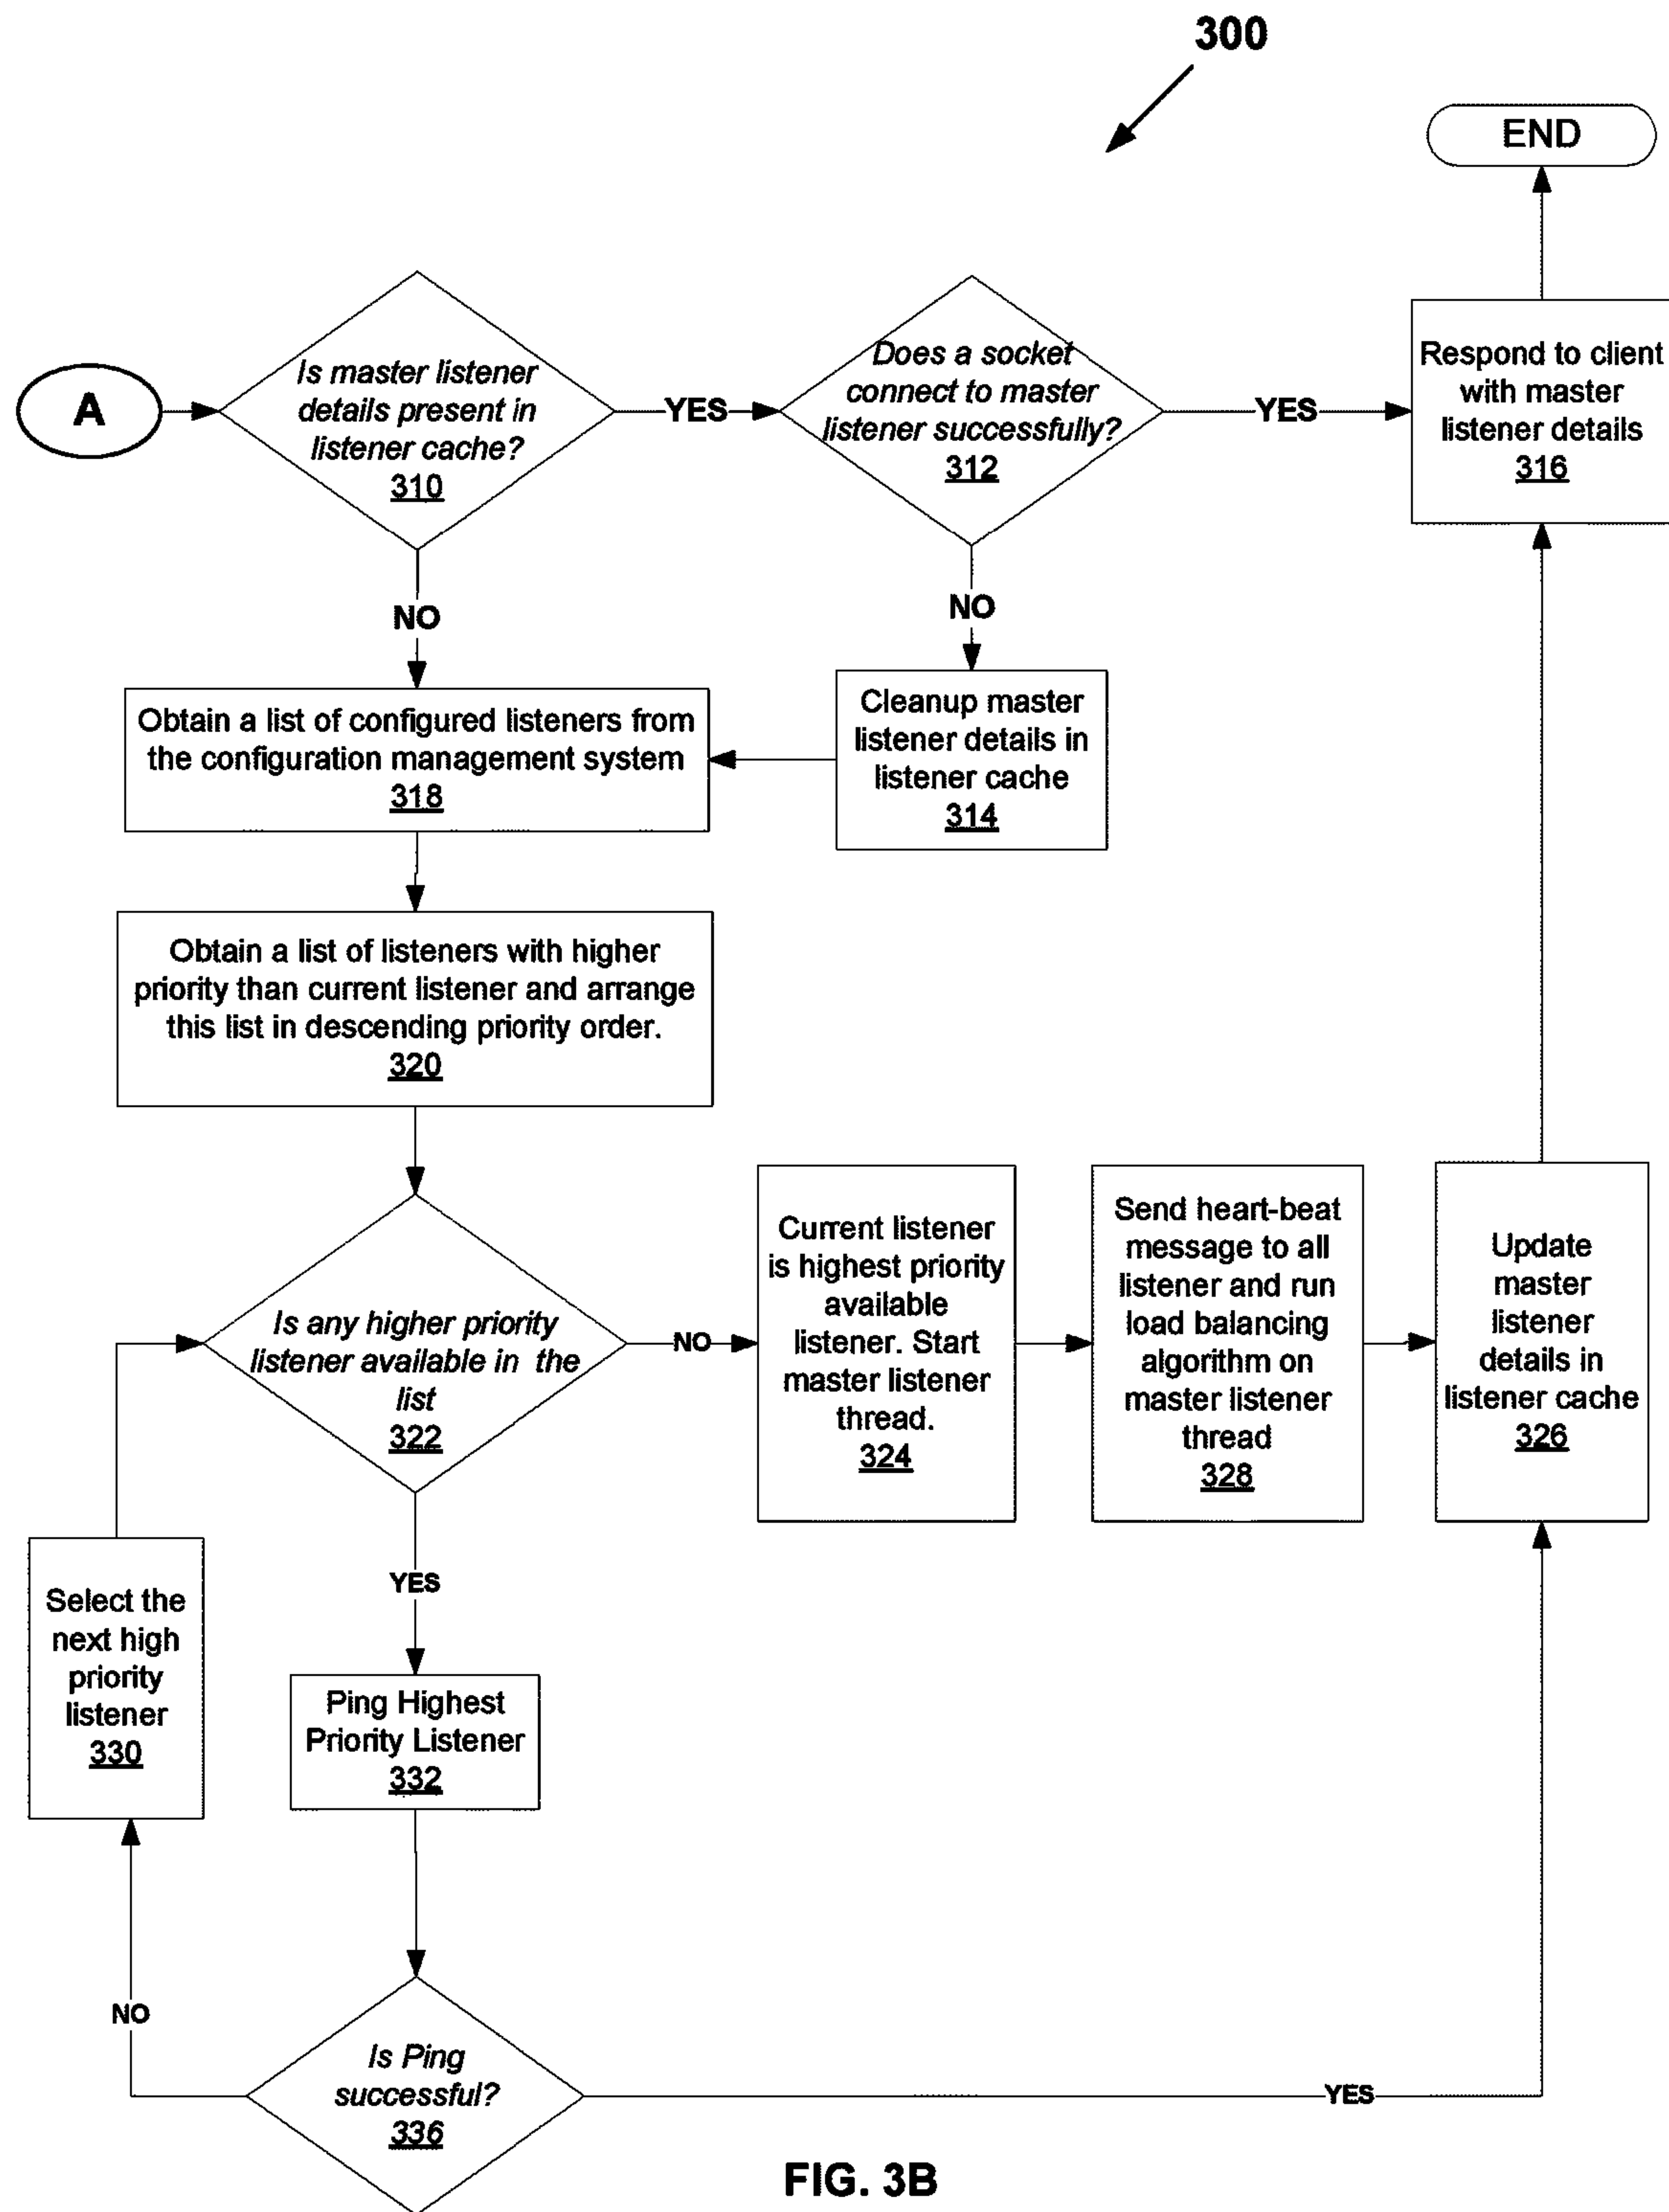 300
END
A
Is master listener
details present in
listener cache?
310
YES
Does a socket
connect to master
listener successfully?
312
YES
Respond to client
with master
listener details
316
NO
NO
Obtain a list of configured listeners from
the configuration management system
318
Cleanup master
listener details in
listener cache
314
Obtain a list of listeners with higher
priority than current listener and arrange
this list in descending priority order.
320
Is any higher priority
listener available in the
list
322
NO
Current listener
is highest priority
available
listener. Start
master listener
thread.
324
Send heart-beat
message to all
listener and run
load balancing
algorithm on
master listener
thread
328
Update
master
listener
details in
listener cache
326
YES
Select the
next high
priority
listener
330
Ping Highest
Priority Listener
332
NO
Is Ping
successful?
336
YES
FIG. 3B